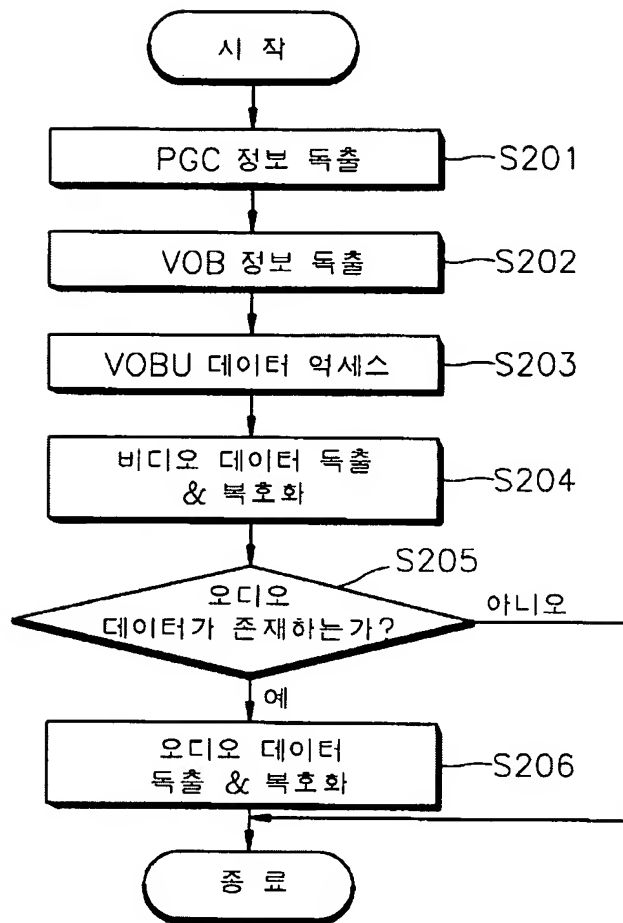 시 작
PGC 정보 독출
S201
VOB 정보 독출
S202
VOBU 데이터 억세스
S203
비디오 데이터 독출
& 복호화
S204
S205
오디오
데이터가 존재하는가?
아니오
예
오디오 데이터
독출 & 복호화
S206
종 료